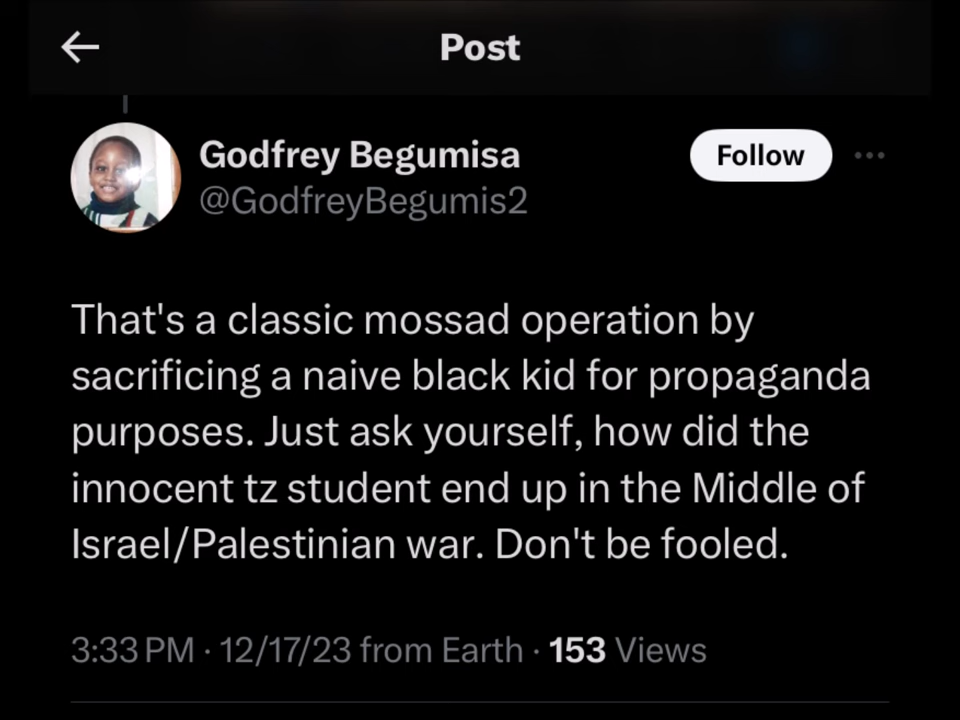 Post
Godfrey Begumisa
@GodfreyBegumis2
Follow
That's a classic mossad operation by
sacrificing a naive black kid for propaganda
purposes. Just ask yourself, how did the
innocent tz student end up in the Middle of
Israel/Palestinian war. Don't be fooled.
3:33 PM · 12/17/23 from Earth · 153 Views